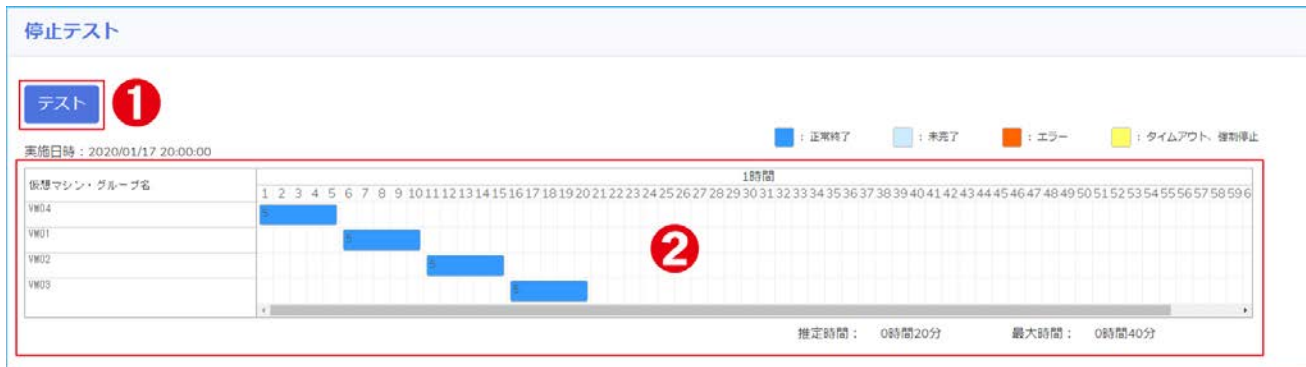 停止テスト
テスト
1
:正常終了 :未完了 :エラー :タイムアウト、強制停止
実施日時:2020/01/17 20:00:00
仮想マシン・グループ名
1時間
1 2 3 4 5 6 7 8 9 10 11 12 13 14 15 16 17 18 19 20 21 22 23 24 25 26 27 28 29 30 31 32 33 34 35 36 37 38 39 40 41 42 43 44 45 46 47 48 49 50 51 52 53 54 55 56 57 58 59 6
VM04 5
VM01 5
VM02 5
VM03 5
2
推定時間: 0時間20分 最大時間: 0時間40分